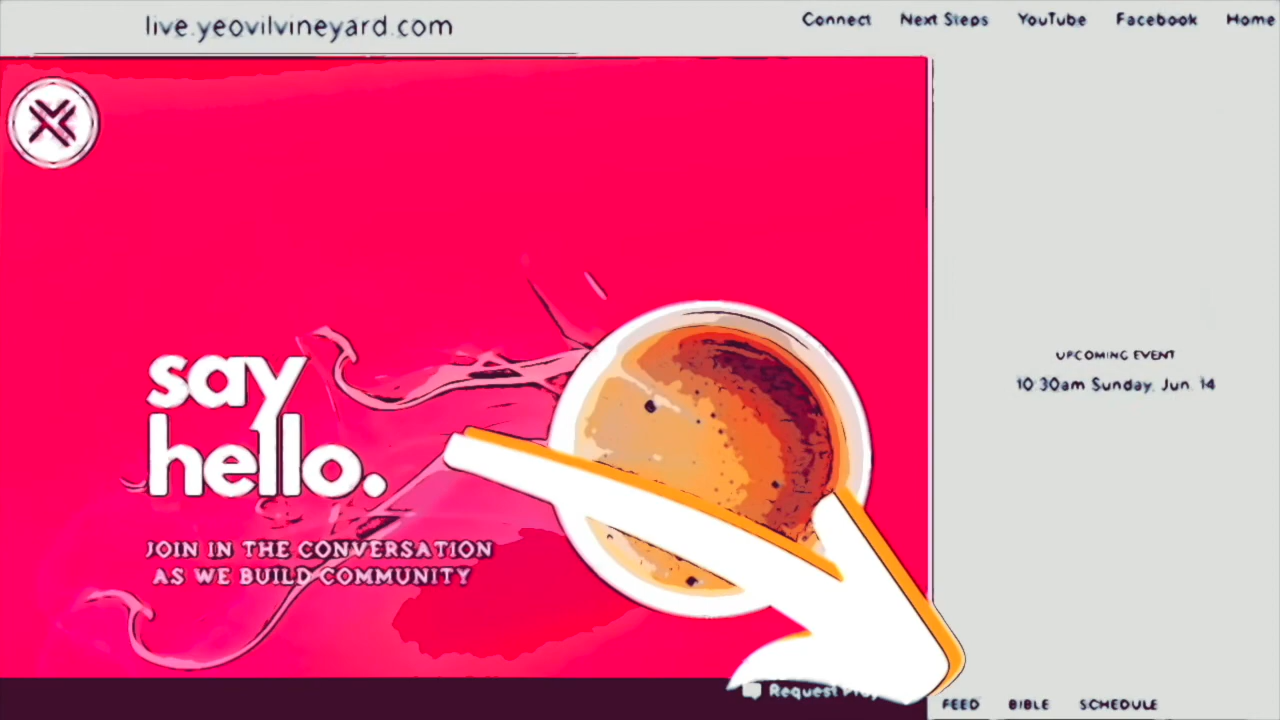 live.yeovilvineyard.com
Connect Next Steps YouTube Facebook Home
say
hello.
JOIN IN THE CONVERSATION
AS WE BUILD COMMUNITY
UPCOMING EVENT
10:30am Sunday, Jun 14
Request
FEED BIBLE SCHEDULE